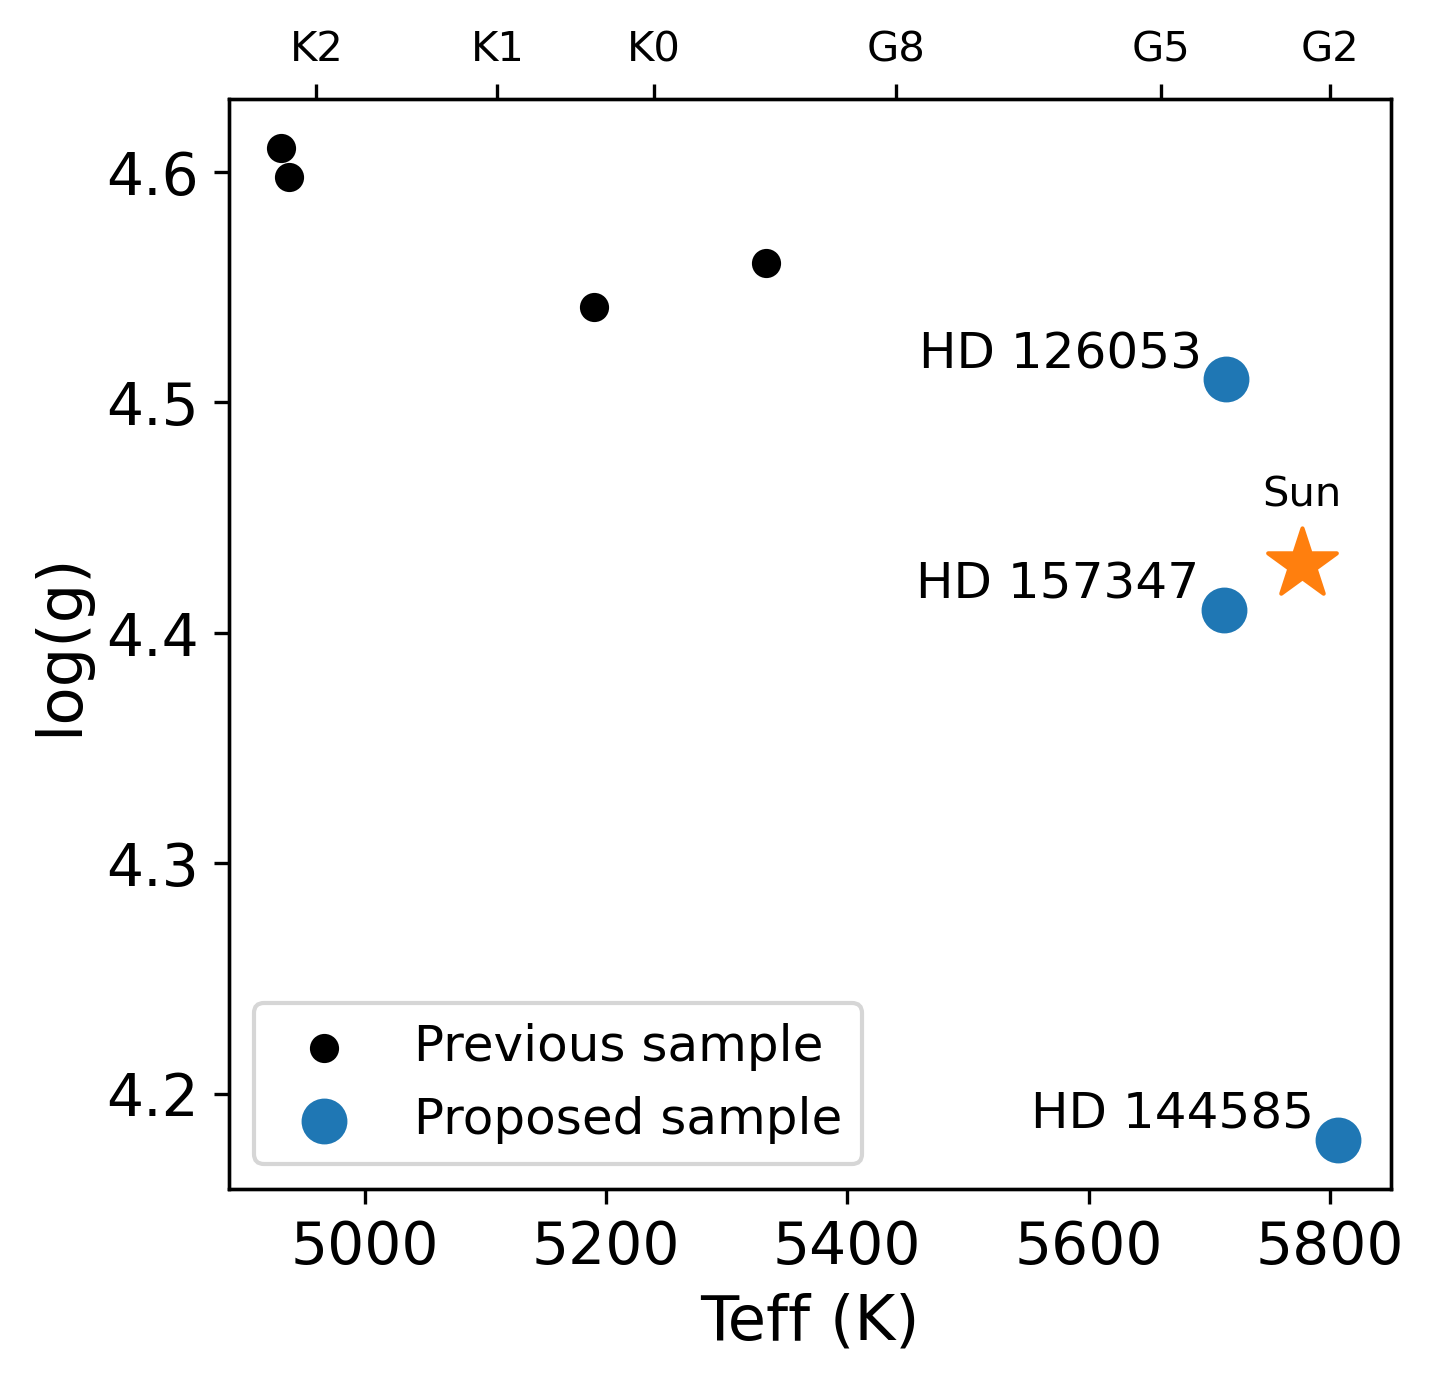 K2 K1 K0 G8 G5 G2
4.6
HD 126053
4.5
Sun
HD 157347
4.4
log(g)
4.3
Previous sample
4.2
HD 144585
Proposed sample
5000 5200 5400 5600 5800
Teff (K)